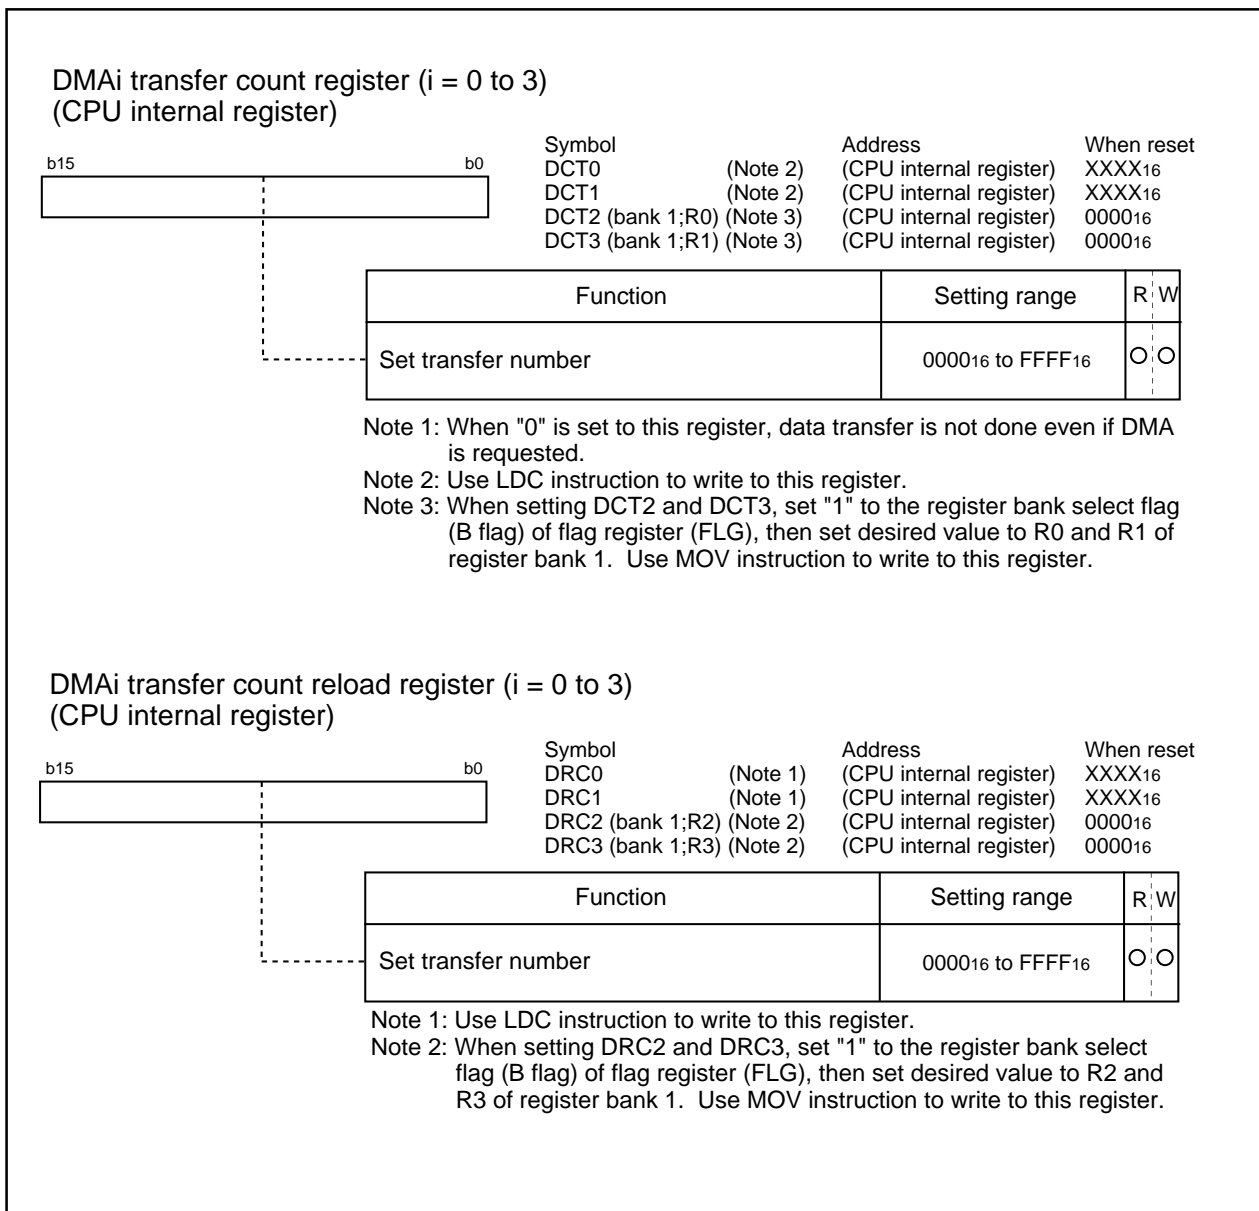 DMAi transfer count register (i = 0 to 3)
(CPU internal register)
b15 b0
Symbol Address When reset
DCT0 (Note 2) (CPU internal register) XXXX16
DCT1 (Note 2) (CPU internal register) XXXX16
DCT2 (bank 1;R0) (Note 3) (CPU internal register) 000016
DCT3 (bank 1;R1) (Note 3) (CPU internal register) 000016
Function Setting range R W
Set transfer number 000016 to FFFF16 O O
Note 1: When "0" is set to this register, data transfer is not done even if DMA
is requested.
Note 2: Use LDC instruction to write to this register.
Note 3: When setting DCT2 and DCT3, set "1" to the register bank select flag
(B flag) of flag register (FLG), then set desired value to R0 and R1 of
register bank 1. Use MOV instruction to write to this register.
DMAi transfer count reload register (i = 0 to 3)
(CPU internal register)
b15 b0
Symbol Address When reset
DRC0 (Note 1) (CPU internal register) XXXX16
DRC1 (Note 1) (CPU internal register) XXXX16
DRC2 (bank 1;R2) (Note 2) (CPU internal register) 000016
DRC3 (bank 1;R3) (Note 2) (CPU internal register) 000016
Function Setting range R W
Set transfer number 000016 to FFFF16 O O
Note 1: Use LDC instruction to write to this register.
Note 2: When setting DRC2 and DRC3, set "1" to the register bank select
flag (B flag) of flag register (FLG), then set desired value to R2 and
R3 of register bank 1. Use MOV instruction to write to this register.